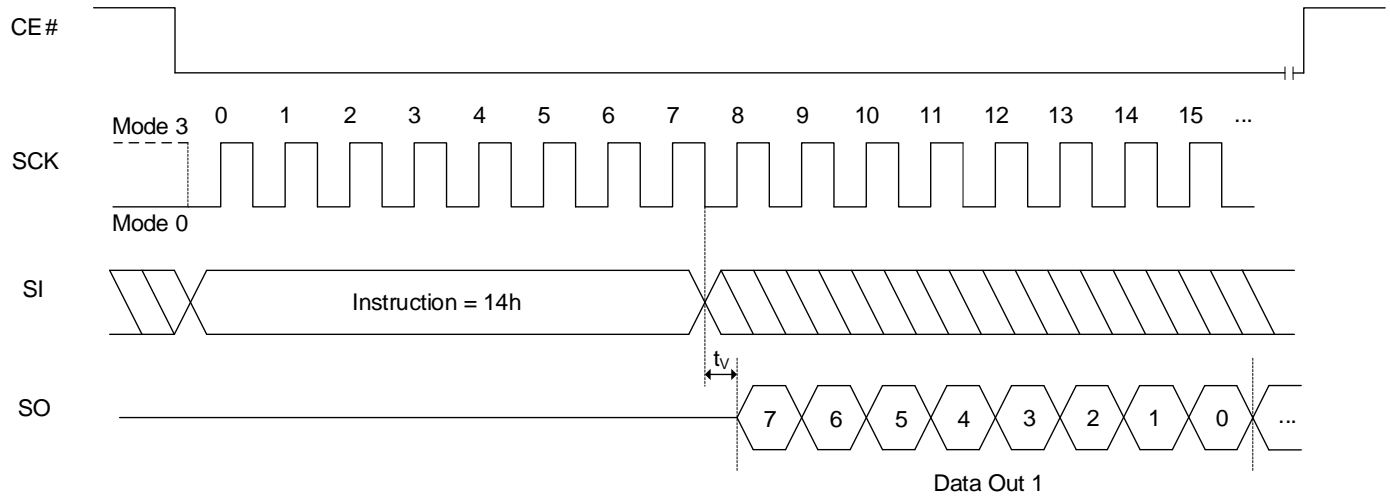 CE#
0 1 2 3 4 5 6 7 8 9 10 11 12 13 14 15 ...
Mode 3
SCK
Mode 0
SI
Instruction = 14h
tV
SO
7 6 5 4 3 2 1 0 ...
Data Out 1